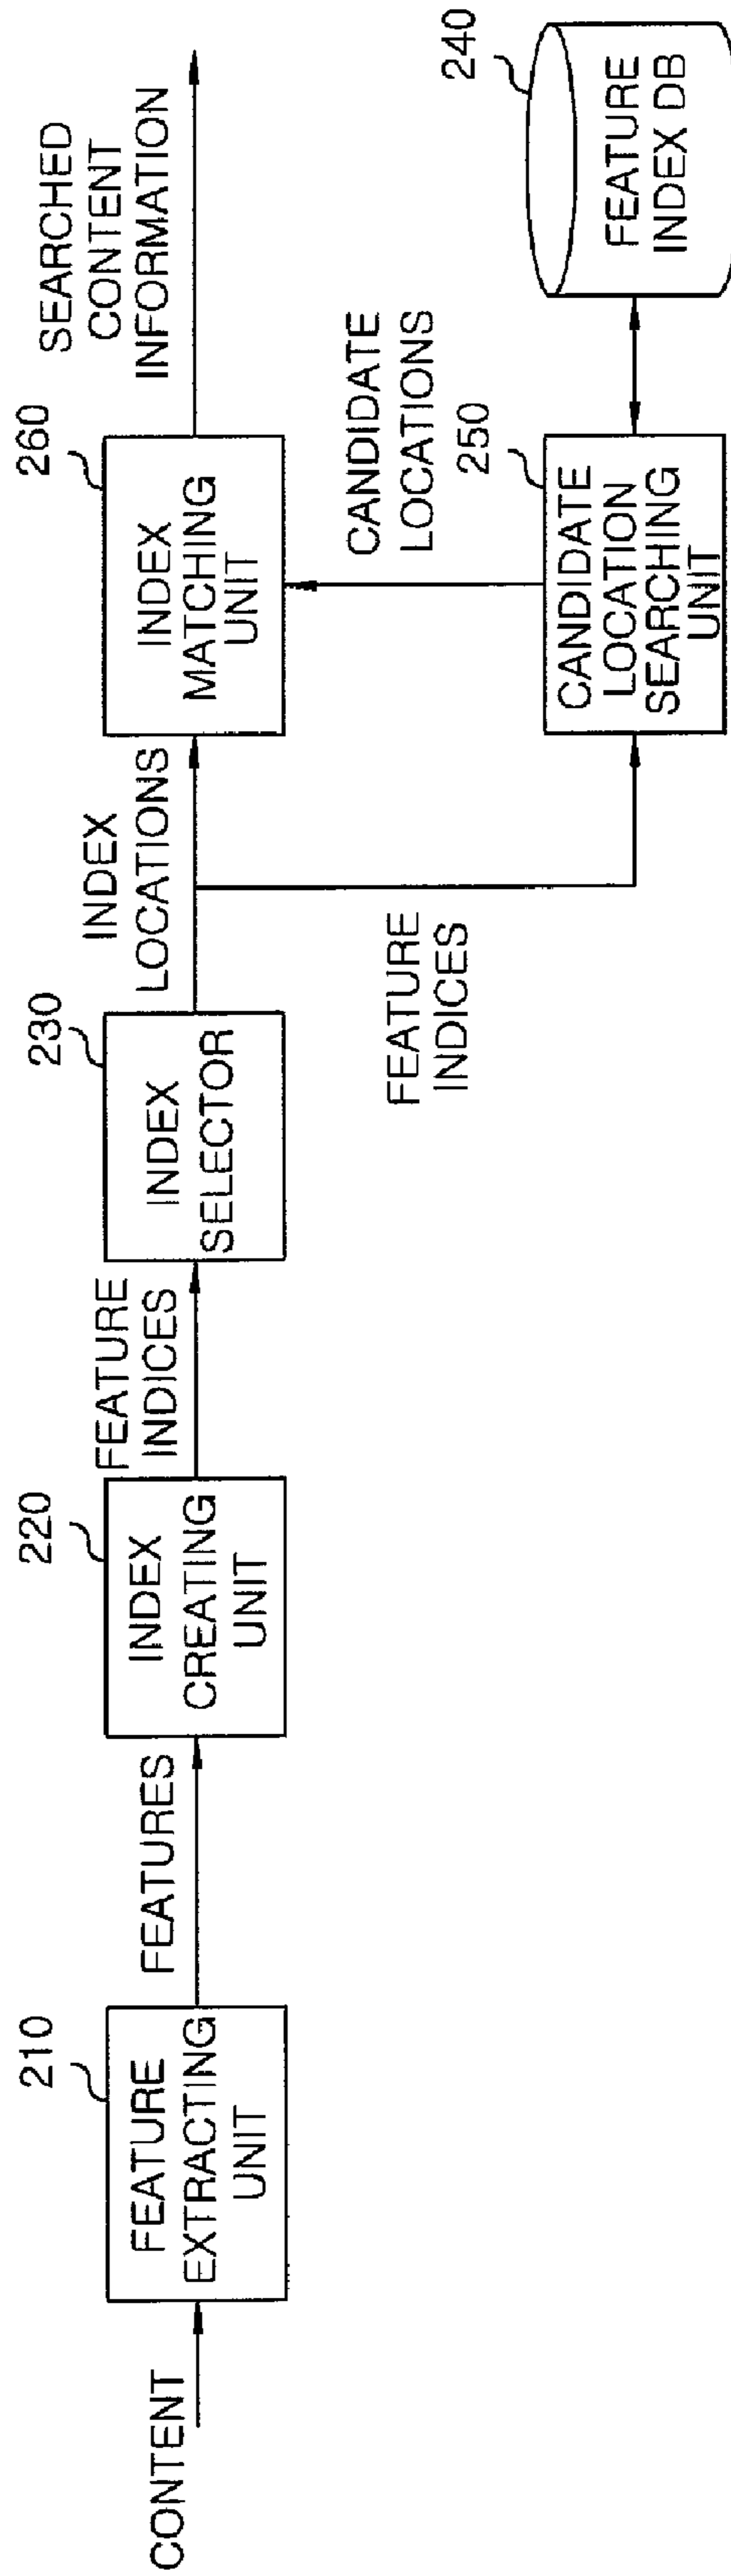 CONTENT
210
FEATURE
EXTRACTING
UNIT
FEATURES
220
INDEX
CREATING
UNIT
FEATURE
INDICES
230
INDEX
SELECTOR
INDEX
LOCATIONS
FEATURE
INDICES
260
INDEX
MATCHING
UNIT
SEARCHED
CONTENT
INFORMATION
CANDIDATE
LOCATIONS
250
CANDIDATE
LOCATION
SEARCHING
UNIT
240
FEATURE
INDEX DB